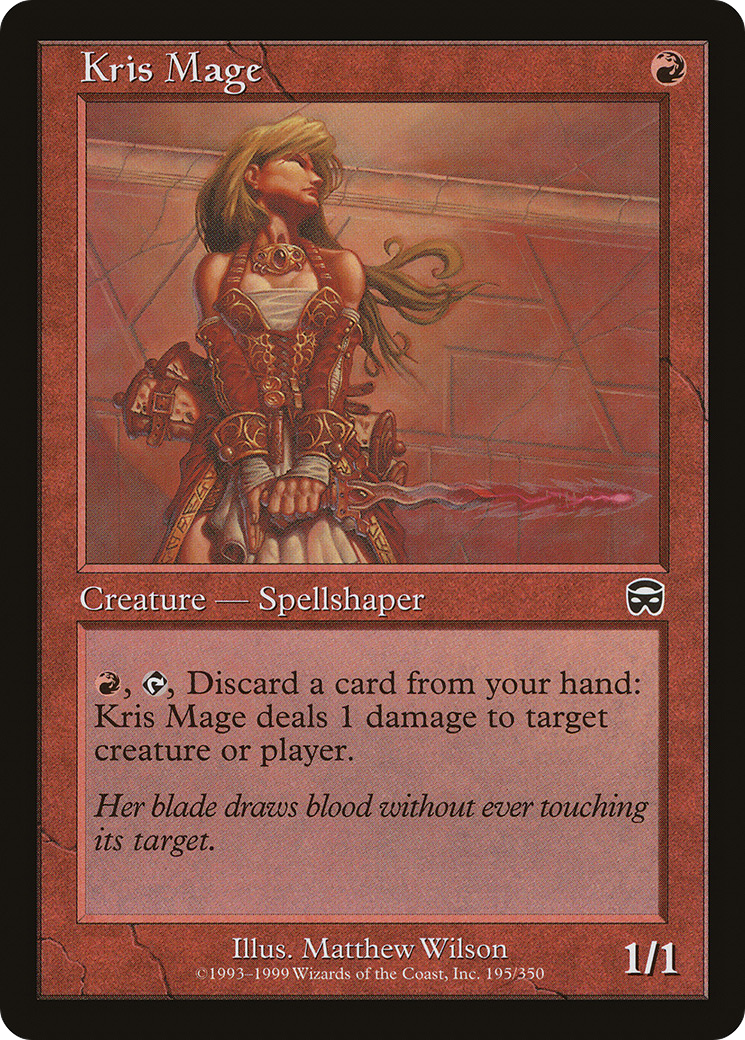 Kris Mage
Creature — Spellshaper
, , Discard a card from your hand:
Kris Mage deals 1 damage to target
creature or player.
Her blade draws blood without ever touching
its target.
Illus. Matthew Wilson
©1993–1999 Wizards of the Coast, Inc. 195/350
1/1